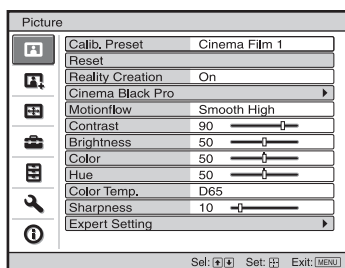 Picture
Calib. Preset Cinema Film 1
Reset
Reality Creation On
Cinema Black Pro
Motionflow Smooth High
Contrast 90
Brightness 50
Color 50
Hue 50
Color Temp. D65
Sharpness 10
Expert Setting
Sel: Set: Exit: MENU